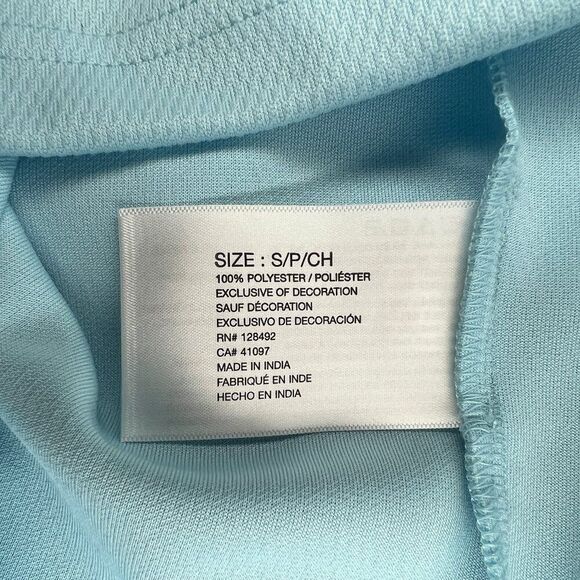 SIZE : S/P/CH
100% POLYESTER / POLIÉSTER
EXCLUSIVE OF DECORATION
SAUF DÉCORATION
EXCLUSIVO DE DECORACIÓN
RN# 128492
CA# 41097
MADE IN INDIA
FABRIQUÉ EN INDE
HECHO EN INDIA